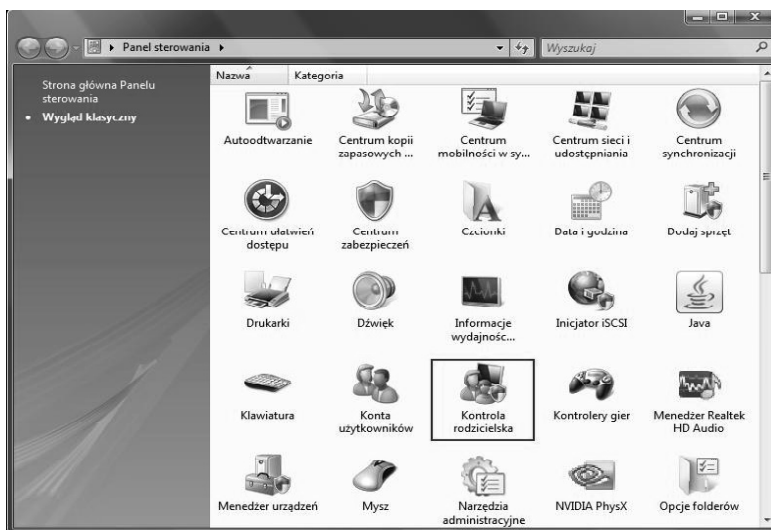 Panel sterowania
Wyszukaj
Strona główna Panelu
sterowania
Wygląd klasyczny
Nazwa Kategoria
Autoodtwarzanie
Centrum kopii
zapasowych ...
Centrum
mobilności w sy...
Centrum sieci i
udostępniania
Centrum
synchronizacji
Centrum ułatwień
dostępu
Centrum
zabezpieczeń
Czcionki
Data i godzina
Dodaj sprzęt
Drukarki
Dźwięk
Informacje
wydajnośc...
Inicjator iSCSI
Java
Klawiatura
Konta
użytkowników
Kontrola
rodzicielska
Kontrolery gier
Menedżer Realtek
HD Audio
Menedżer urządzeń
Mysz
Narzędzia
administracyjne
NVIDIA PhysX
Opcje folderów